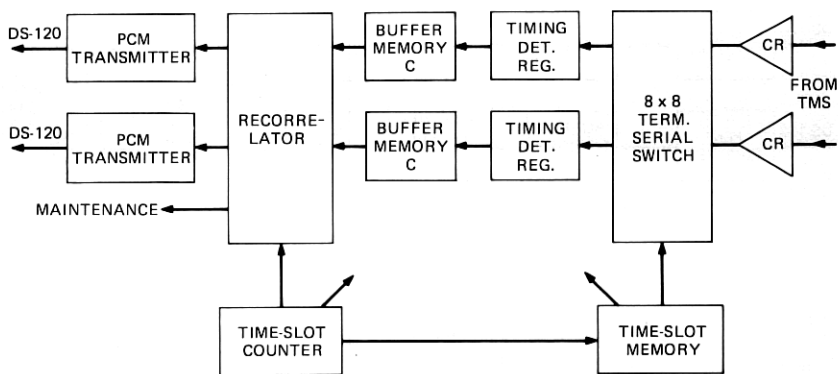 DS-120
PCM
TRANSMITTER
RECORRE-
LATOR
BUFFER
MEMORY
C
TIMING
DET.
REG.
8 x 8
TERM.
SERIAL
SWITCH
CR
FROM
TMS
DS-120
PCM
TRANSMITTER
BUFFER
MEMORY
C
TIMING
DET.
REG.
CR
MAINTENANCE
TIME-SLOT
COUNTER
TIME-SLOT
MEMORY